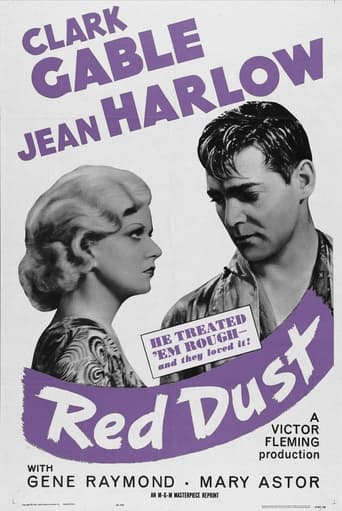 CLARK
GABLE
JEAN HARLOW
HE TREATED
'EM ROUGH—
and they loved it!
Red Dust
A
VICTOR
FLEMING
production
WITH
GENE RAYMOND · MARY ASTOR
AN M-G-M MASTERPIECE REPRINT